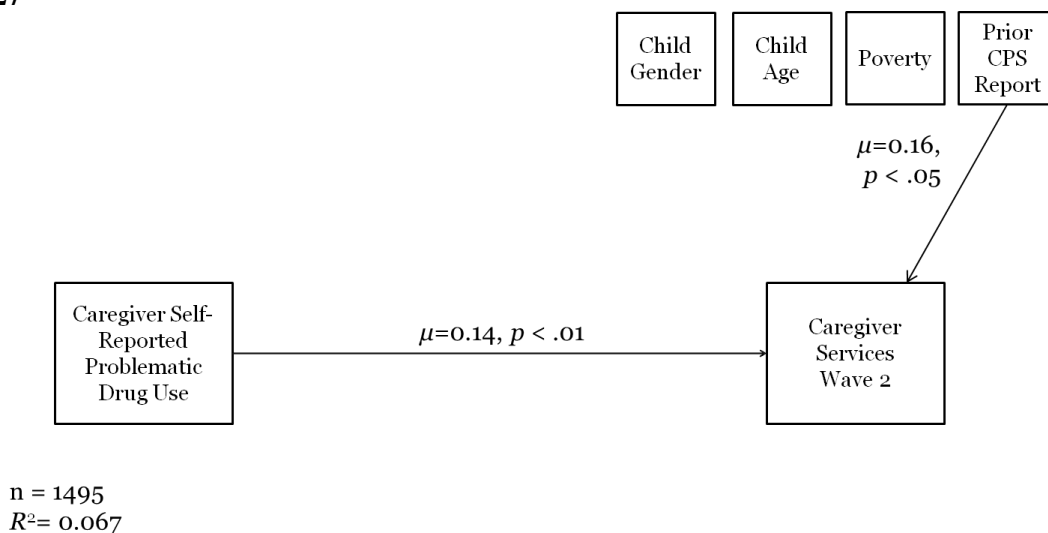 Child
Gender
Child
Age
Poverty
Prior
CPS
Report
μ=0.16,
p < .05
Caregiver Self-
Reported
Problematic
Drug Use
μ=0.14, p < .01
Caregiver
Services
Wave 2
n = 1495
R²= 0.067